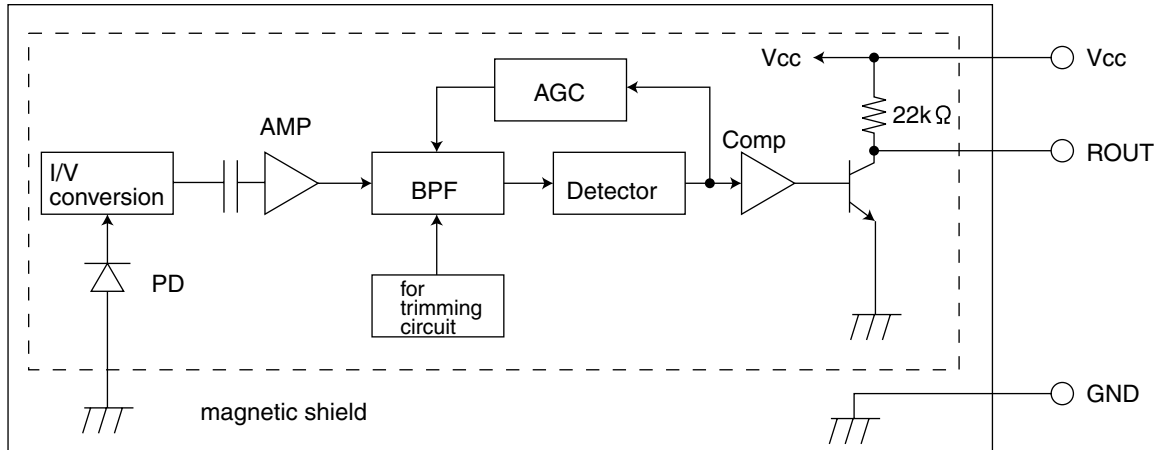 Vcc
Vcc
AGC
22kΩ
AMP
Comp
ROUT
I/V
conversion
BPF
Detector
PD
for
trimming
circuit
GND
magnetic shield